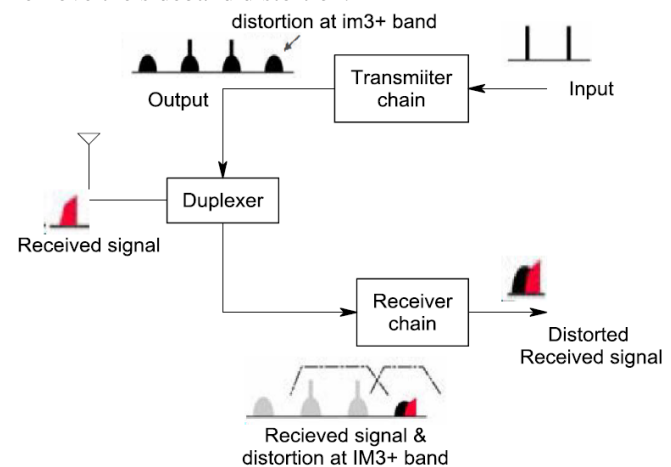 distortion at im3+ band
Output
Transmiiter
chain
Input
Duplexer
Received signal
Receiver
chain
Distorted
Received signal
Recieved signal &
distortion at IM3+ band